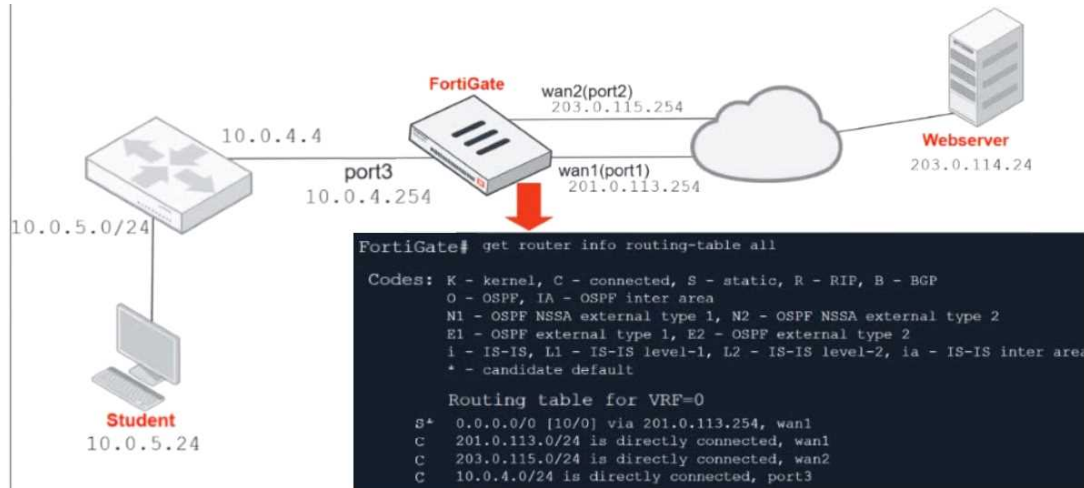 FortiGate
wan2(port2)
203.0.115.254
Webserver
203.0.114.24
10.0.4.4
port3
10.0.4.254
wan1(port1)
201.0.113.254
10.0.5.0/24
Student
10.0.5.24
FortiGate# get router info routing-table all
Codes: K - kernel, C - connected, S - static, R - RIP, B - BGP
O - OSPF, IA - OSPF inter area
N1 - OSPF NSSA external type 1, N2 - OSPF NSSA external type 2
E1 - OSPF external type 1, E2 - OSPF external type 2
i - IS-IS, L1 - IS-IS level-1, L2 - IS-IS level-2, ia - IS-IS inter area
* - candidate default
Routing table for VRF=0
S* 0.0.0.0/0 [10/0] via 201.0.113.254, wan1
C 201.0.113.0/24 is directly connected, wan1
C 203.0.115.0/24 is directly connected, wan2
C 10.0.4.0/24 is directly connected, port3